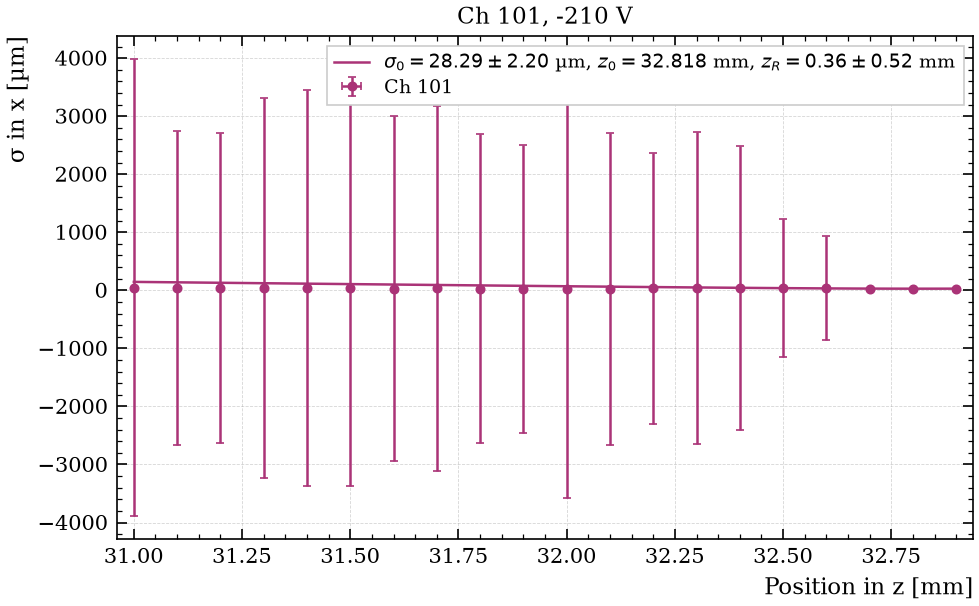 Ch 101, -210 V
σ in x [µm]
4000
3000
2000
1000
0
−1000
−2000
−3000
−4000
σ₀ = 28.29 ± 2.20 µm, z₀ = 32.818 mm, z_R = 0.36 ± 0.52 mm
Ch 101
31.00 31.25 31.50 31.75 32.00 32.25 32.50 32.75
Position in z [mm]